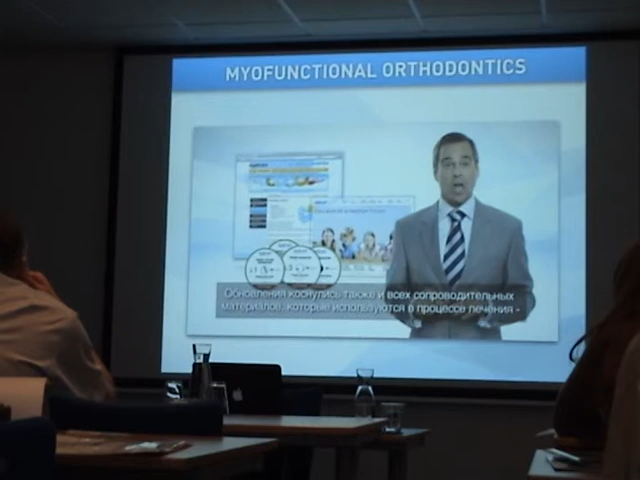 MYOFUNCTIONAL ORTHODONTICS
Обновления коснулись также и всех сопроводительных
материалов, которые используются в процессе лечения -